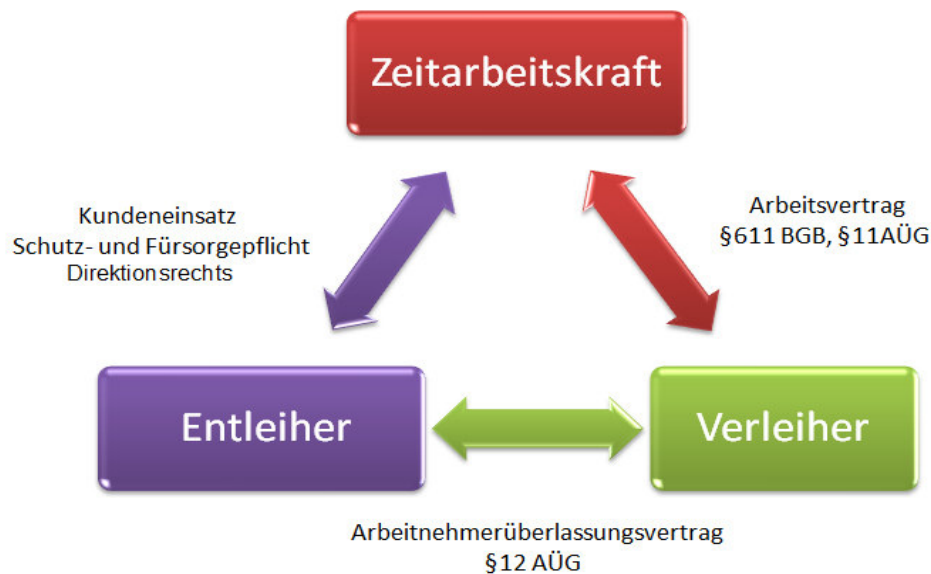 Zeitarbeitskraft
Kundeneinsatz
Schutz- und Fürsorgepflicht
Direktionsrechts
Arbeitsvertrag
§611 BGB, §11AÜG
Entleiher
Verleiher
Arbeitnehmerüberlassungsvertrag
§12 AÜG